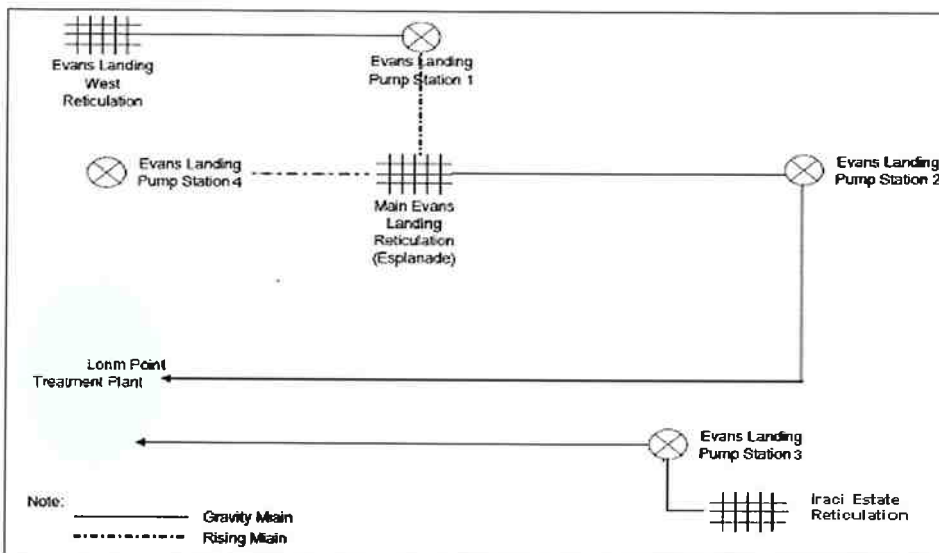 Evans Landing
West
Reticulation
Evans Landing
Pump Station 1
Evans Landing
Pump Station 4
Main Evans
Landing
Reticulation
(Esplanade)
Evans Landing
Pump Station 2
Lorim Point
Treatment Plant
Evans Landing
Pump Station 3
Iraci Estate
Reticulation
Note:
Gravity Miain
Rising Miain